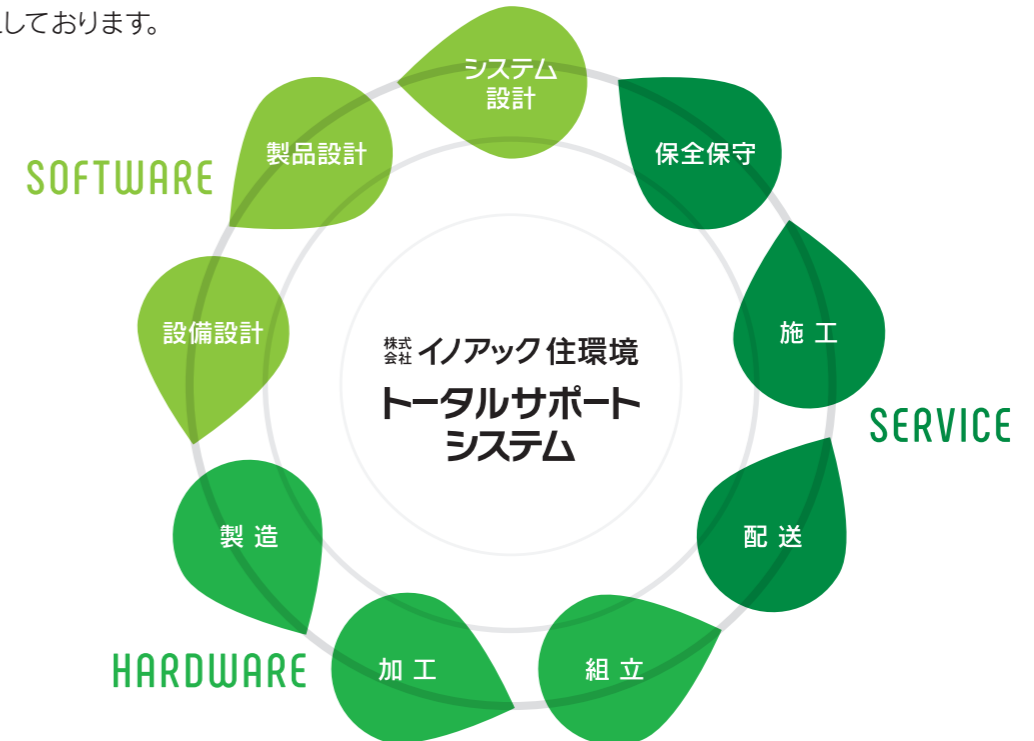 しております。
システム
設計
製品設計
保全保守
SOFTWARE
設備設計
施工
株式会社 イノアック住環境
トータルサポート
システム
SERVICE
製造
配送
HARDWARE
加工
組立